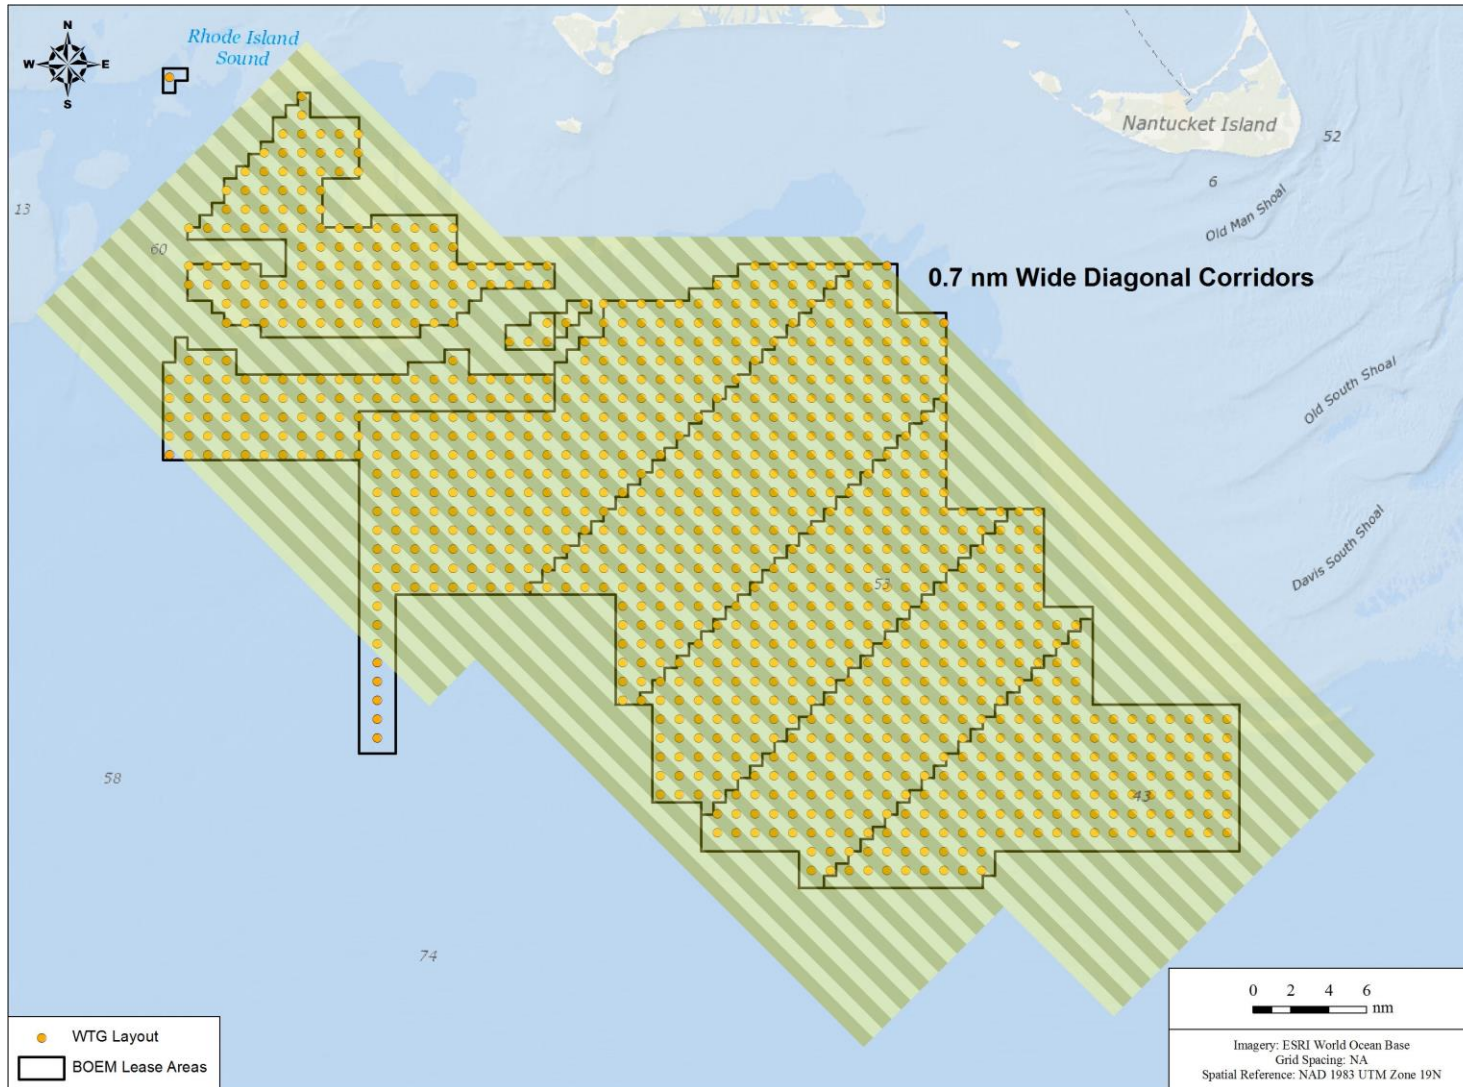 N
W E
S
Rhode Island
Sound
Nantucket Island
52
6
Old Man Shoal
13
60
0.7 nm Wide Diagonal Corridors
Old South Shoal
Davis South Shoal
53
58
43
74
WTG Layout
BOEM Lease Areas
0 2 4 6
nm
Imagery: ESRI World Ocean Base
Grid Spacing: NA
Spatial Reference: NAD 1983 UTM Zone 19N